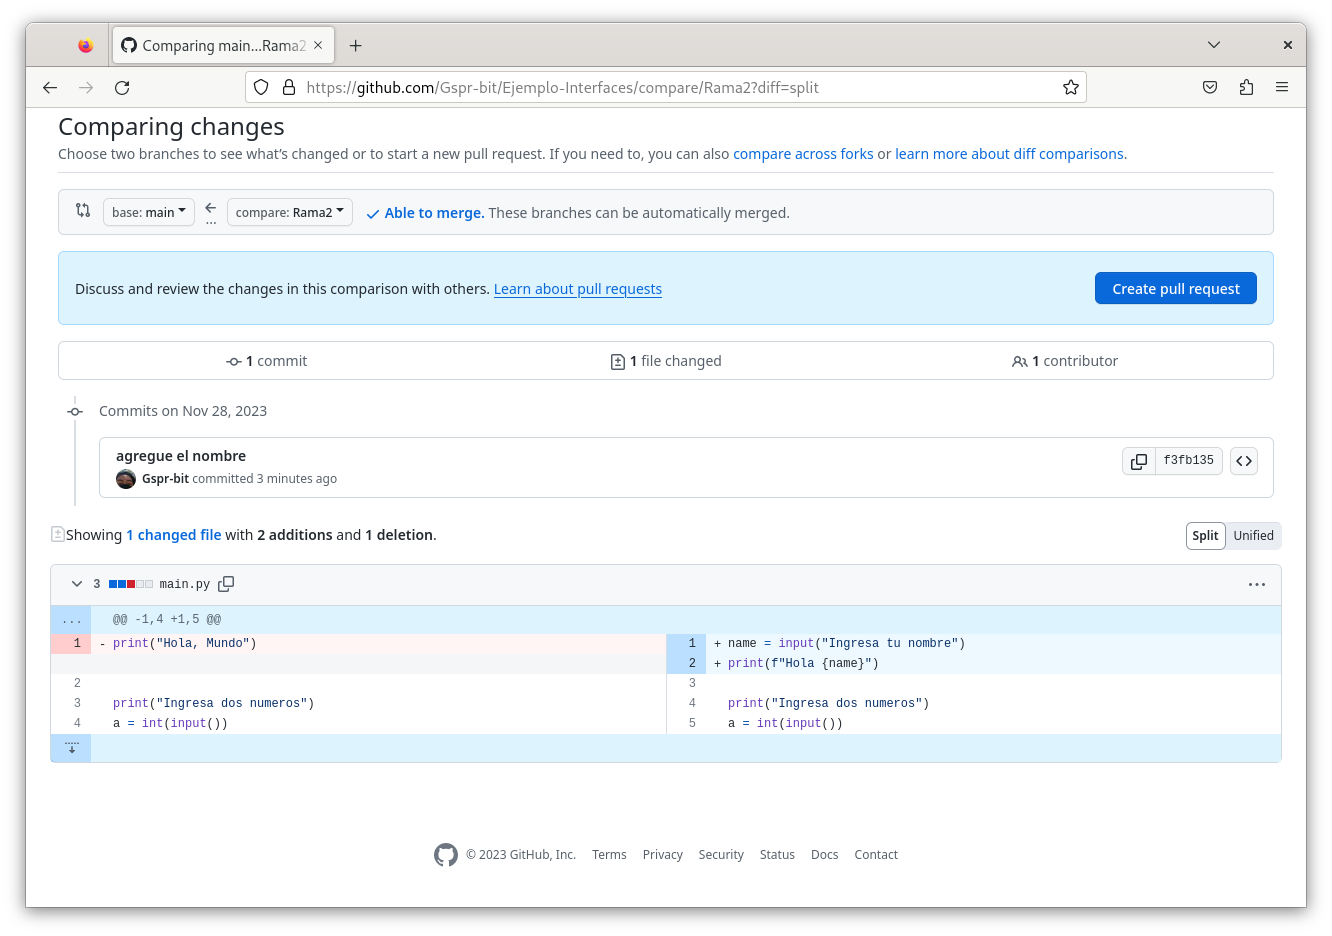 Comparing main...Rama2
https://github.com/Gspr-bit/Ejemplo-Interfaces/compare/Rama2?diff=split
Comparing changes
Choose two branches to see what's changed or to start a new pull request. If you need to, you can also compare across forks or learn more about diff comparisons.
base: main
...
compare: Rama2
Able to merge. These branches can be automatically merged.
Discuss and review the changes in this comparison with others. Learn about pull requests
Create pull request
1 commit
1 file changed
1 contributor
Commits on Nov 28, 2023
agregue el nombre
Gspr-bit committed 3 minutes ago
f3fb135
Showing 1 changed file with 2 additions and 1 deletion.
Split Unified
3 main.py
... @@ -1,4 +1,5 @@
1 - print("Hola, Mundo") 1 + name = input("Ingresa tu nombre")
2 + print(f"Hola {name}")
2 3
3 print("Ingresa dos numeros") 4 print("Ingresa dos numeros")
4 a = int(input()) 5 a = int(input())
© 2023 GitHub, Inc. Terms Privacy Security Status Docs Contact